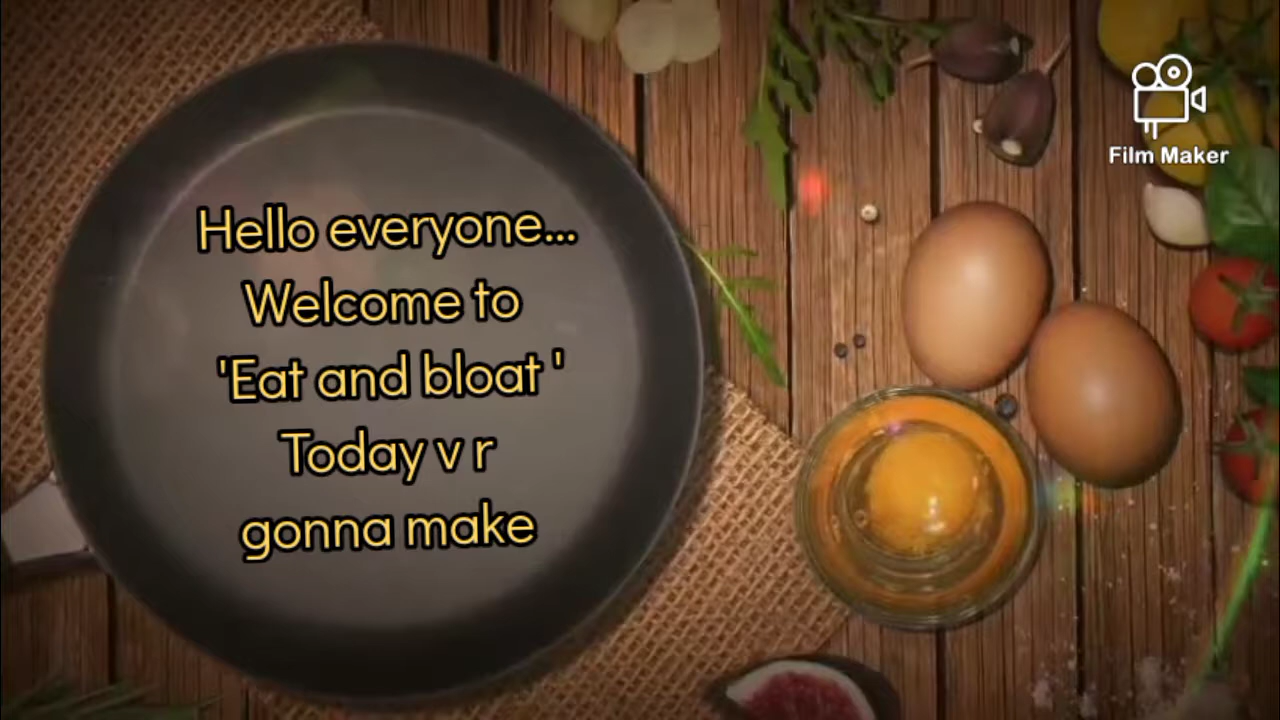 Hello everyone...
Welcome to
'Eat and bloat '
Today v r
gonna make
Film Maker